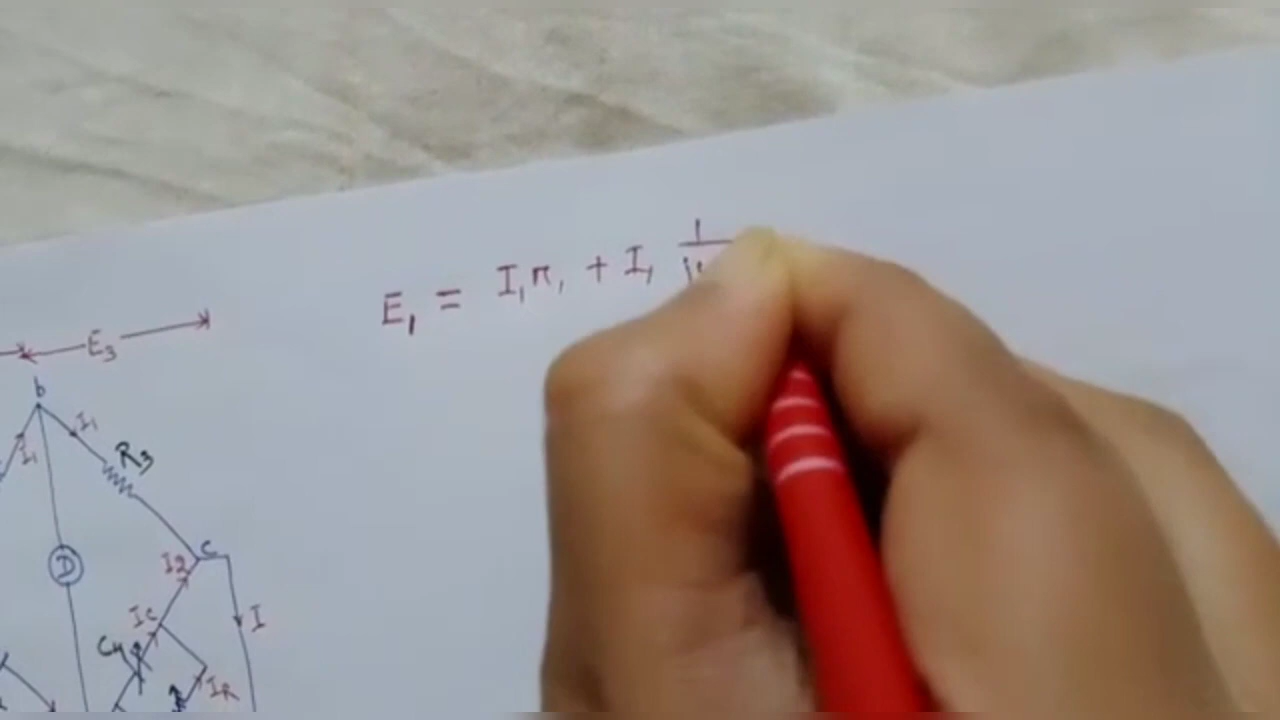 E₁ = I₁r₁ + I₁ 1/j
E₃
b
I₁
I₁
R₃
D
c
I₂
I
Ic
C₄
IR